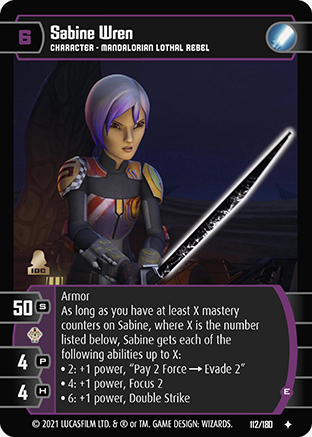 6 Sabine Wren
CHARACTER - MANDALORIAN LOTHAL REBEL
IDC
50 S
4 P
4 H
Armor
As long as you have at least X mastery
counters on Sabine, where X is the number
listed below, Sabine gets each of the
following abilities up to X:
• 2: +1 power, “Pay 2 Force → Evade 2”
• 4: +1 power, Focus 2
• 6: +1 power, Double Strike
E
© 2021 LUCASFILM LTD. & ® or TM. GAME DESIGN: WIZARDS. 112/180